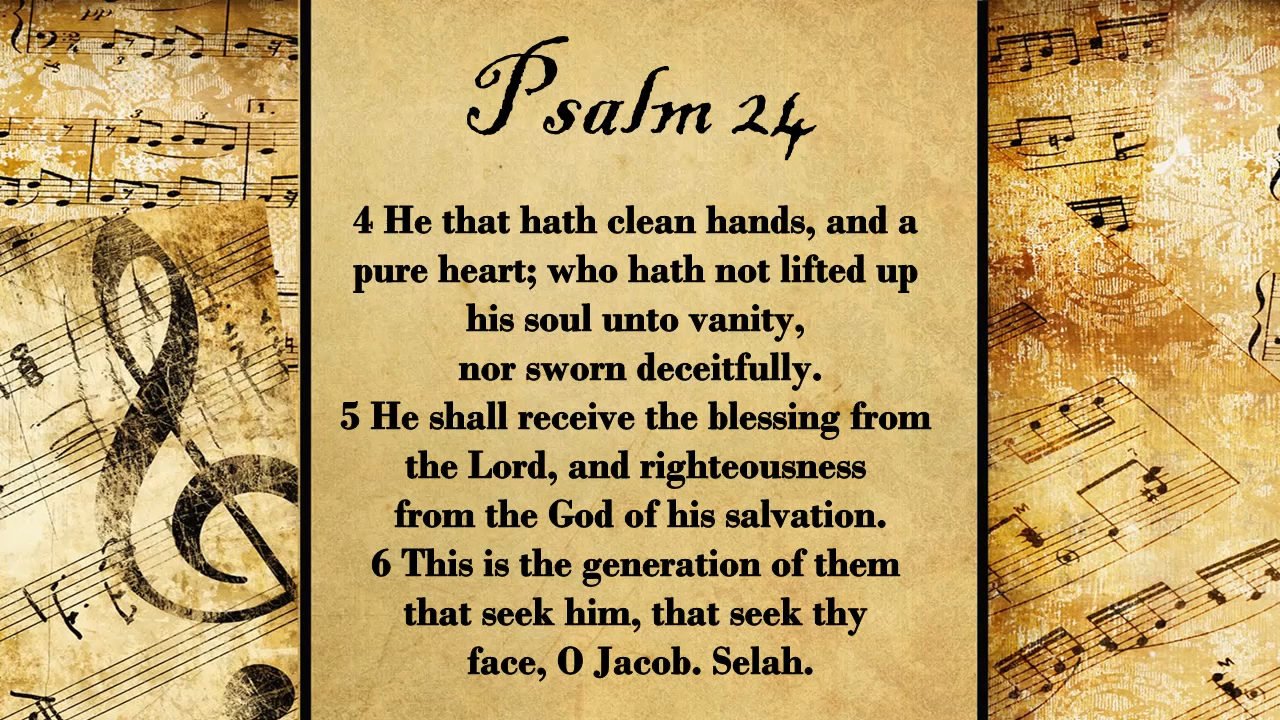 Psalm 24
4 He that hath clean hands, and a
pure heart; who hath not lifted up
his soul unto vanity,
nor sworn deceitfully.
5 He shall receive the blessing from
the Lord, and righteousness
from the God of his salvation.
6 This is the generation of them
that seek him, that seek thy
face, O Jacob. Selah.